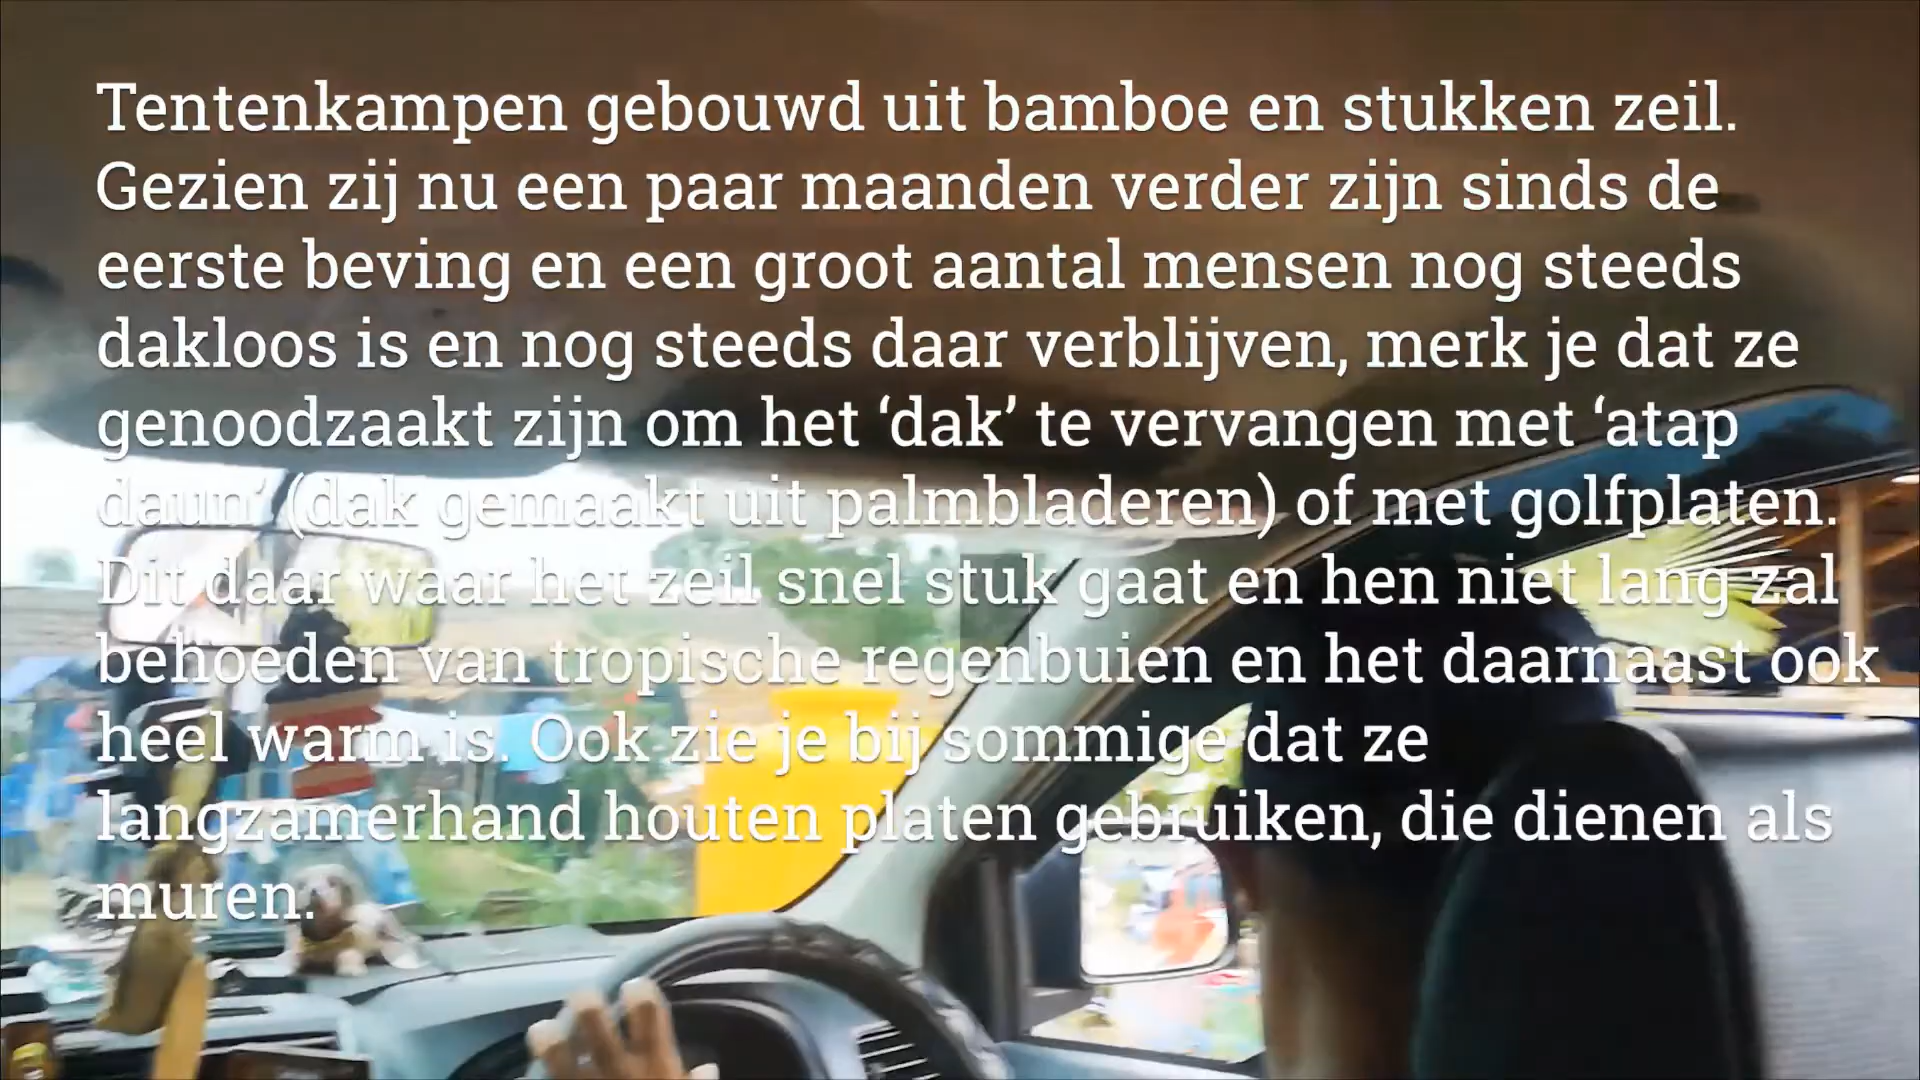 Tentenkampen gebouwd uit bamboe en stukken zeil.
Gezien zij nu een paar maanden verder zijn sinds de
eerste beving en een groot aantal mensen nog steeds
dakloos is en nog steeds daar verblijven, merk je dat ze
genoodzaakt zijn om het ‘dak’ te vervangen met ‘atap
daun’ (dak gemaakt uit palmbladeren) of met golfplaten.
Dit daar waar het zeil snel stuk gaat en hen niet lang zal
behoeden van tropische regenbuien en het daarnaast ook
heel warm is. Ook zie je bij sommige dat ze
langzamerhand houten platen gebruiken, die dienen als
muren.